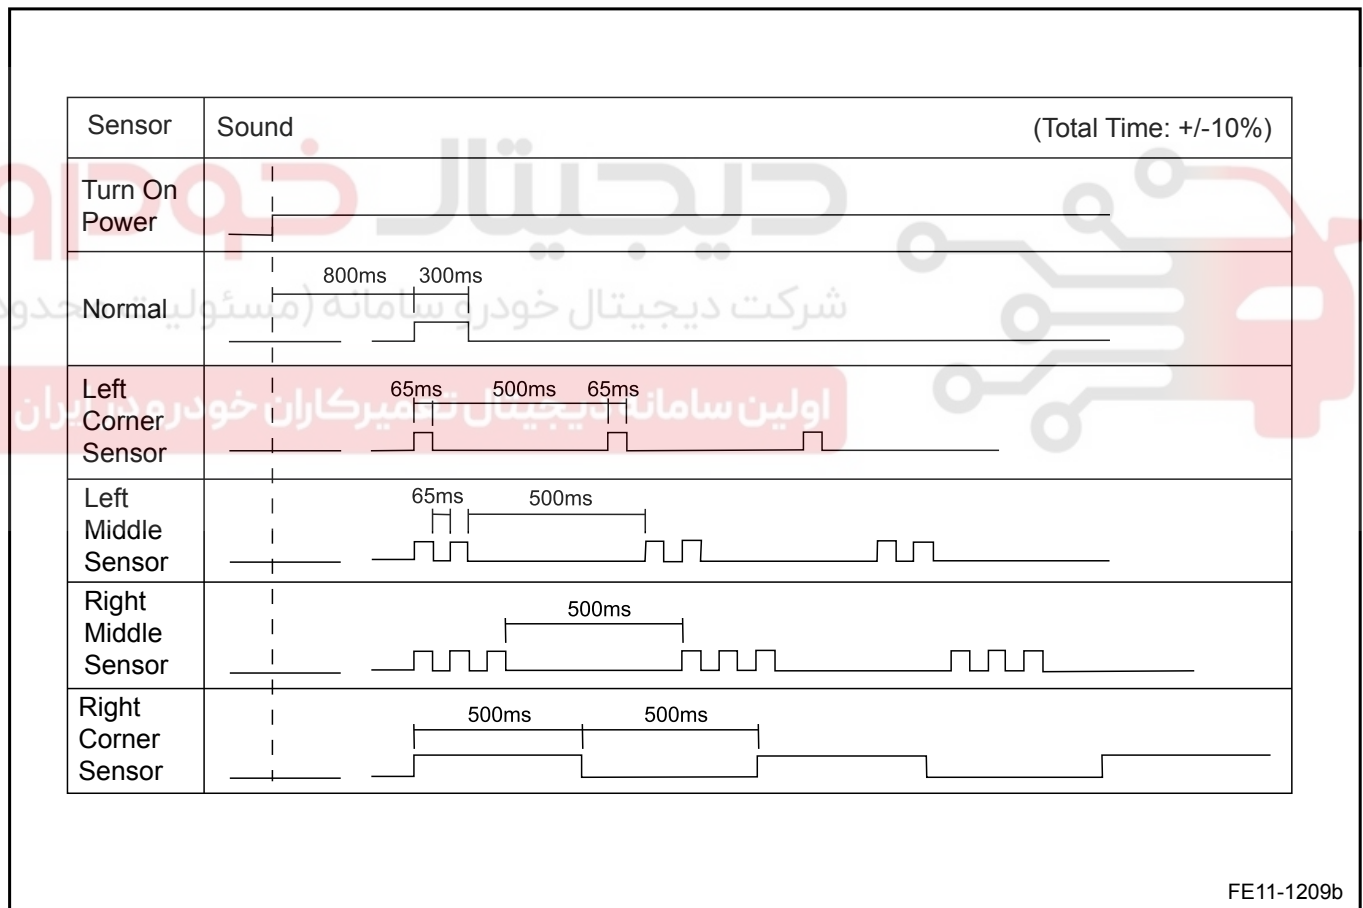 Sensor
Sound
(Total Time: +/-10%)
دیجیتال خودرو
Turn On
Power
800ms 300ms
Normal
شرکت دیجیتال خودرو سامانه (مسئولیت محدود
Left
Corner
Sensor
65ms 500ms 65ms
اولین سامانه دیجیتال تعمیرکاران خودرو در ایران
Left
Middle
Sensor
65ms 500ms
Right
Middle
Sensor
500ms
Right
Corner
Sensor
500ms 500ms
FE11-1209b